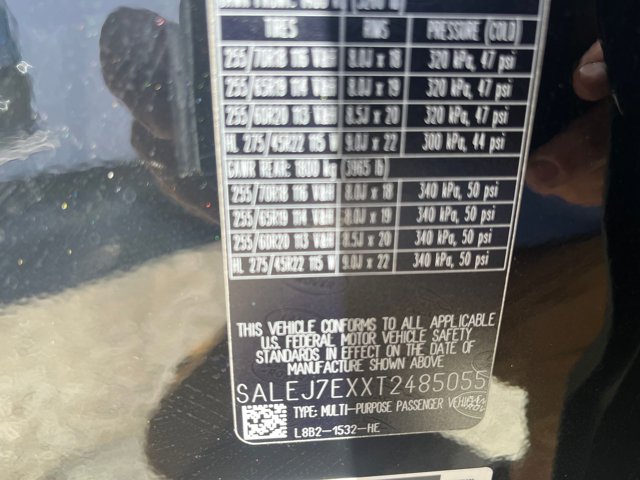 TIRES RIMS PRESSURE (COLD)
255/70R18 116 V&H 8.0J x 18 320 kPa, 47 psi
255/65R19 114 V&H 8.0J x 19 320 kPa, 47 psi
255/60R20 113 V&H 8.5J x 20 320 kPa, 47 psi
HL 275/45R22 115 W 9.0J x 22 300 kPa, 44 psi
GAWR REAR: 1800 kg (3965 lb)
255/70R18 116 V&H 8.0J x 18 340 kPa, 50 psi
255/65R19 114 V&H 8.0J x 19 340 kPa, 50 psi
255/60R20 113 V&H 8.5J x 20 340 kPa, 50 psi
HL 275/45R22 115 W 9.0J x 22 340 kPa, 50 psi
THIS VEHICLE CONFORMS TO ALL APPLICABLE
U.S. FEDERAL MOTOR VEHICLE SAFETY
STANDARDS IN EFFECT ON THE DATE OF
MANUFACTURE SHOWN ABOVE
SALEJ7EXXT2485055
TYPE: MULTI-PURPOSE PASSENGER VEHICLE
L8B2-1532-HE